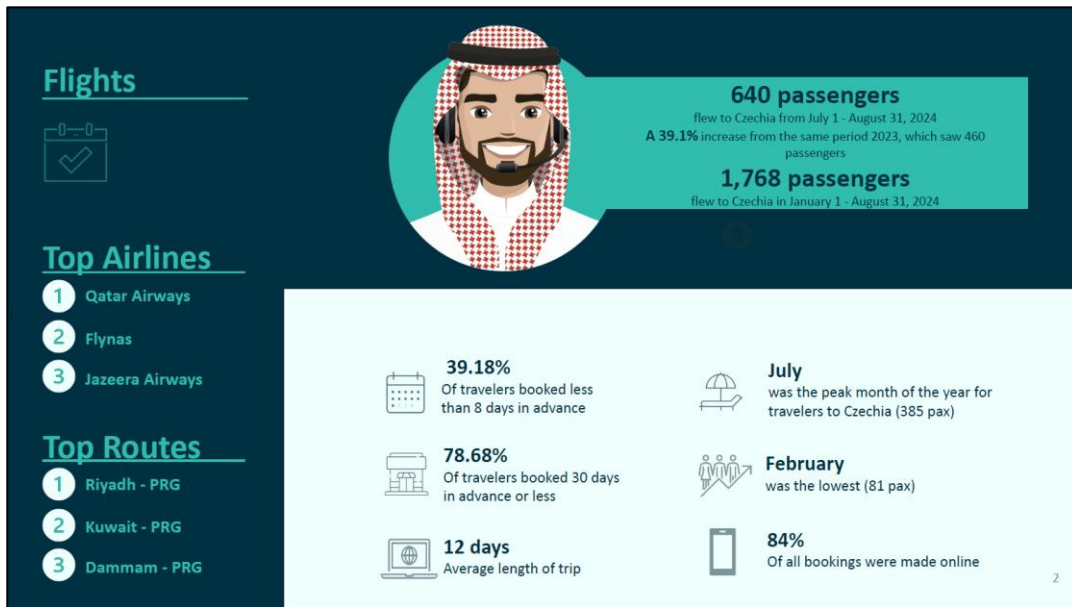 Flights
640 passengers
flew to Czechia from July 1 - August 31, 2024
A 39.1% increase from the same period 2023, which saw 460
passengers
1,768 passengers
flew to Czechia in January 1 - August 31, 2024
Top Airlines
1 Qatar Airways
2 Flynas
3 Jazeera Airways
Top Routes
1 Riyadh - PRG
2 Kuwait - PRG
3 Dammam - PRG
39.18%
Of travelers booked less
than 8 days in advance
78.68%
Of travelers booked 30 days
in advance or less
12 days
Average length of trip
July
was the peak month of the year for
travelers to Czechia (385 pax)
February
was the lowest (81 pax)
84%
Of all bookings were made online
2